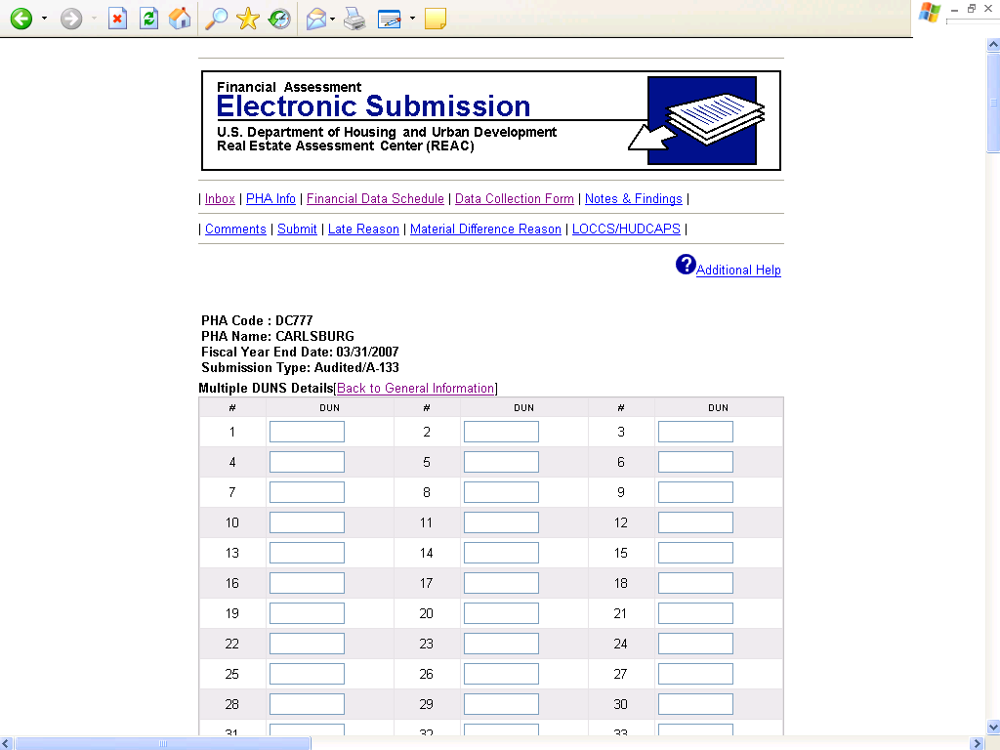 Financial Assessment
Electronic Submission
U.S. Department of Housing and Urban Development
Real Estate Assessment Center (REAC)
| Inbox | PHA Info | Financial Data Schedule | Data Collection Form | Notes & Findings |
| Comments | Submit | Late Reason | Material Difference Reason | LOCCS/HUDCAPS |
? Additional Help
PHA Code : DC777
PHA Name: CARLSBURG
Fiscal Year End Date: 03/31/2007
Submission Type: Audited/A-133
Multiple DUNS Details[Back to General Information]
# DUN # DUN # DUN
1 2 3
4 5 6
7 8 9
10 11 12
13 14 15
16 17 18
19 20 21
22 23 24
25 26 27
28 29 30
31 32 33